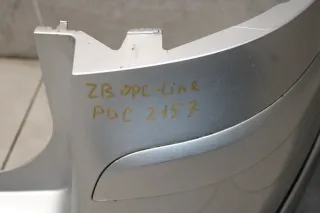 ZB OPC-Line
PDC 2157